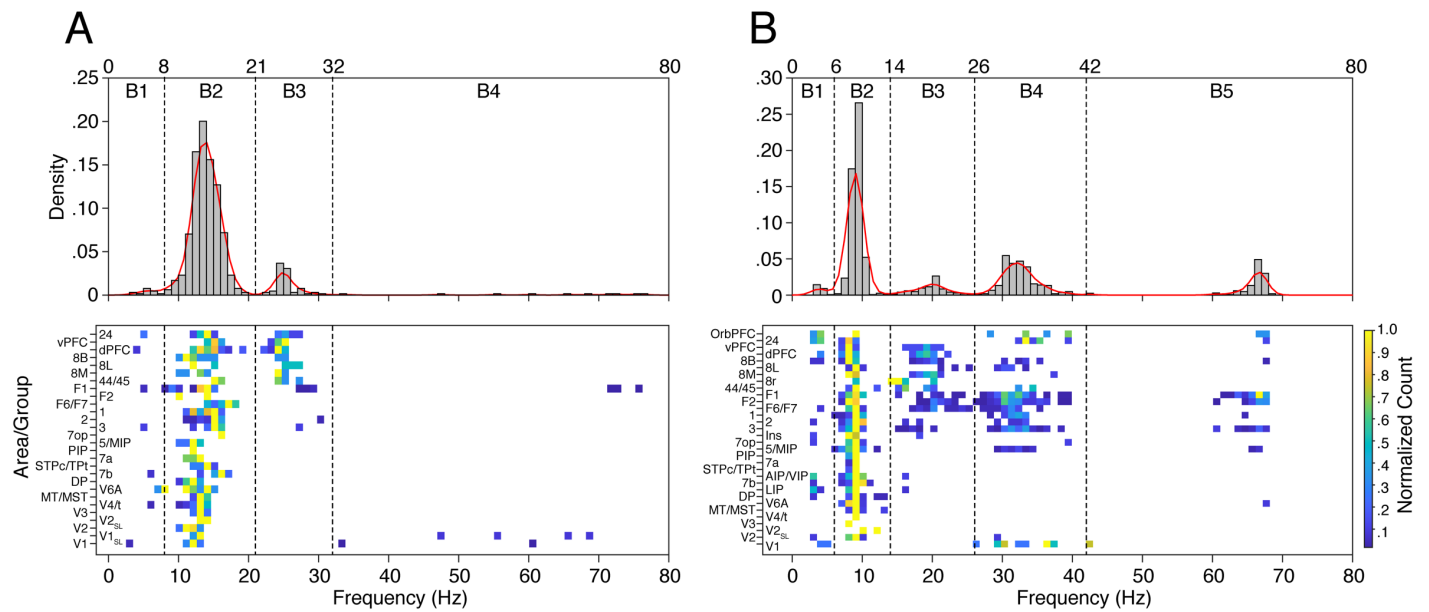 A
0 8 21 32 80
B1 B2 B3 B4
.25
.20
.15
.10
.05
0
Density
24
vPFC
dPFC
8B
8L
8M
44/45
F1
F2
F6/F7
1
2
3
7op
5/MIP
PIP
7a
STPc/TPt
7b
DP
V6A
MT/MST
V4/t
V3
V2SL
V2
V1SL
V1
Area/Group
0 10 20 30 40 50 60 70 80
Frequency (Hz)
B
0 6 14 26 42 80
B1 B2 B3 B4 B5
.30
.25
.20
.15
.10
.05
0
OrbPFC
24
vPFC
dPFC
8B
8L
8M
8r
44/45
F1
F2
F6/F7
1
2
3
Ins
7op
5/MIP
PIP
7a
STPc/TPt
AIP/VIP
7b
LIP
DP
V6A
MT/MST
V4/t
V3
V2SL
V2
V1
0 10 20 30 40 50 60 70 80
Frequency (Hz)
1.0
.9
.8
.7
.6
.5
.4
.3
.2
.1
Normalized Count